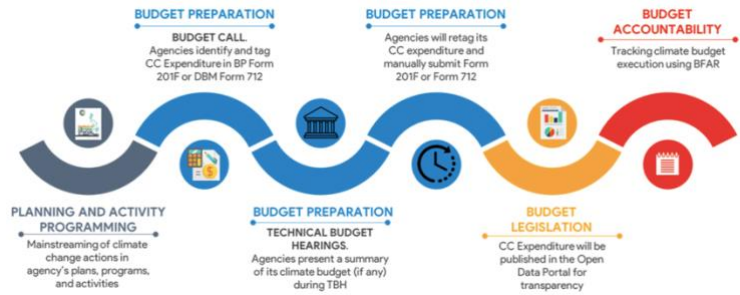 BUDGET PREPARATION
BUDGET CALL.
Agencies identify and tag
CC Expenditure in BP Form
201F or DBM Form 712
BUDGET PREPARATION
Agencies will retag its
CC expenditure and
manually submit Form
201F or Form 712
BUDGET
ACCOUNTABILITY
Tracking climate budget
execution using BFAR
PLANNING AND ACTIVITY
PROGRAMMING
Mainstreaming of climate
change actions in
agency's plans, programs,
and activities
BUDGET PREPARATION
TECHNICAL BUDGET
HEARINGS.
Agencies present a summary
of its climate budget (if any)
during TBH
BUDGET
LEGISLATION
CC Expenditure will be
published in the Open
Data Portal for
transparency